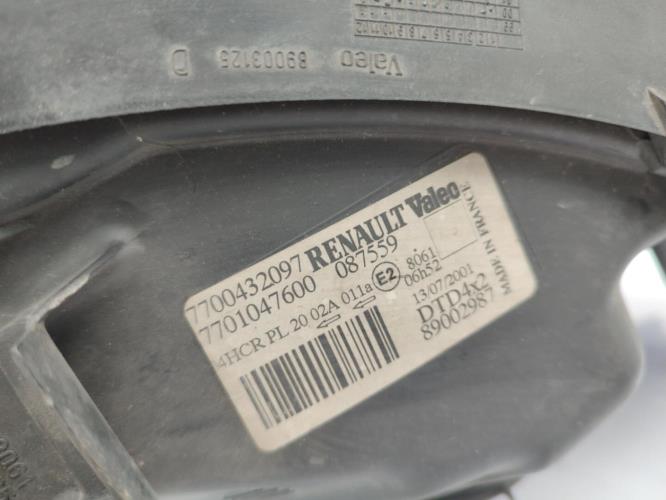 Valeo 89003125 D
7700432097 RENAULT Valeo
7701047600 087559
4HCR PL 20 02A 011a E2 8061
06h52
13/07/2001
DTD4x2
89002987
MADE IN FRANCE